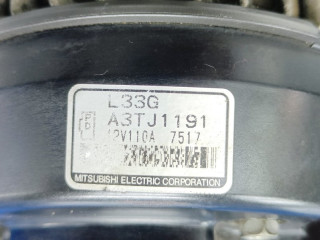 L33G
A3TJ1191
12V110A 7517
MITSUBISHI ELECTRIC CORPORATION